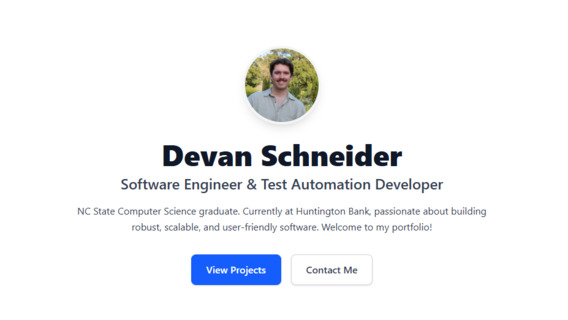 Devan Schneider
Software Engineer & Test Automation Developer
NC State Computer Science graduate. Currently at Huntington Bank, passionate about building
robust, scalable, and user-friendly software. Welcome to my portfolio!
View Projects
Contact Me